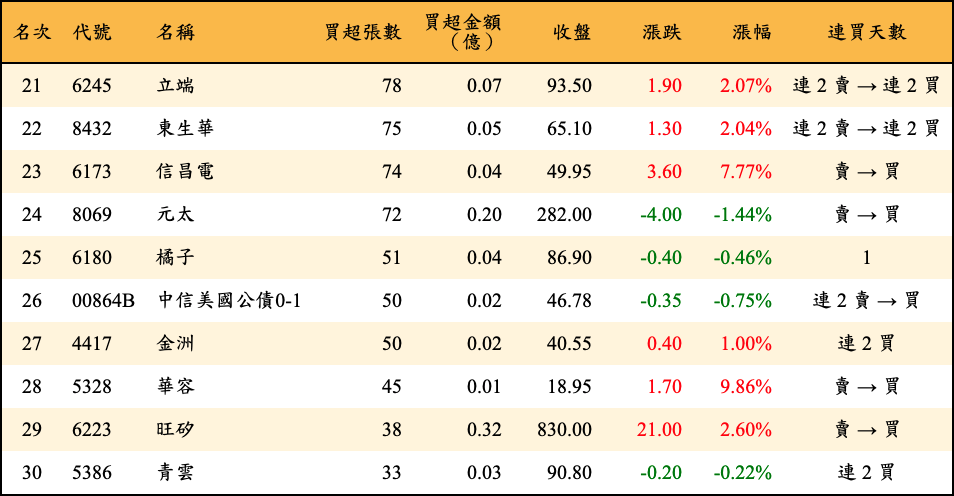 名次 代號 名稱 買超張數 買超金額（億） 收盤 漲跌 漲幅 連買天數
21 6245 立端 78 0.07 93.50 1.90 2.07% 連 2 賣 → 連 2 買
22 8432 東生華 75 0.05 65.10 1.30 2.04% 連 2 賣 → 連 2 買
23 6173 信昌電 74 0.04 49.95 3.60 7.77% 賣 → 買
24 8069 元太 72 0.20 282.00 -4.00 -1.44% 賣 → 買
25 6180 橘子 51 0.04 86.90 -0.40 -0.46% 1
26 00864B 中信美國公債0-1 50 0.02 46.78 -0.35 -0.75% 連 2 賣 → 買
27 4417 金洲 50 0.02 40.55 0.40 1.00% 連 2 買
28 5328 華容 45 0.01 18.95 1.70 9.86% 賣 → 買
29 6223 旺矽 38 0.32 830.00 21.00 2.60% 賣 → 買
30 5386 青雲 33 0.03 90.80 -0.20 -0.22% 連 2 買